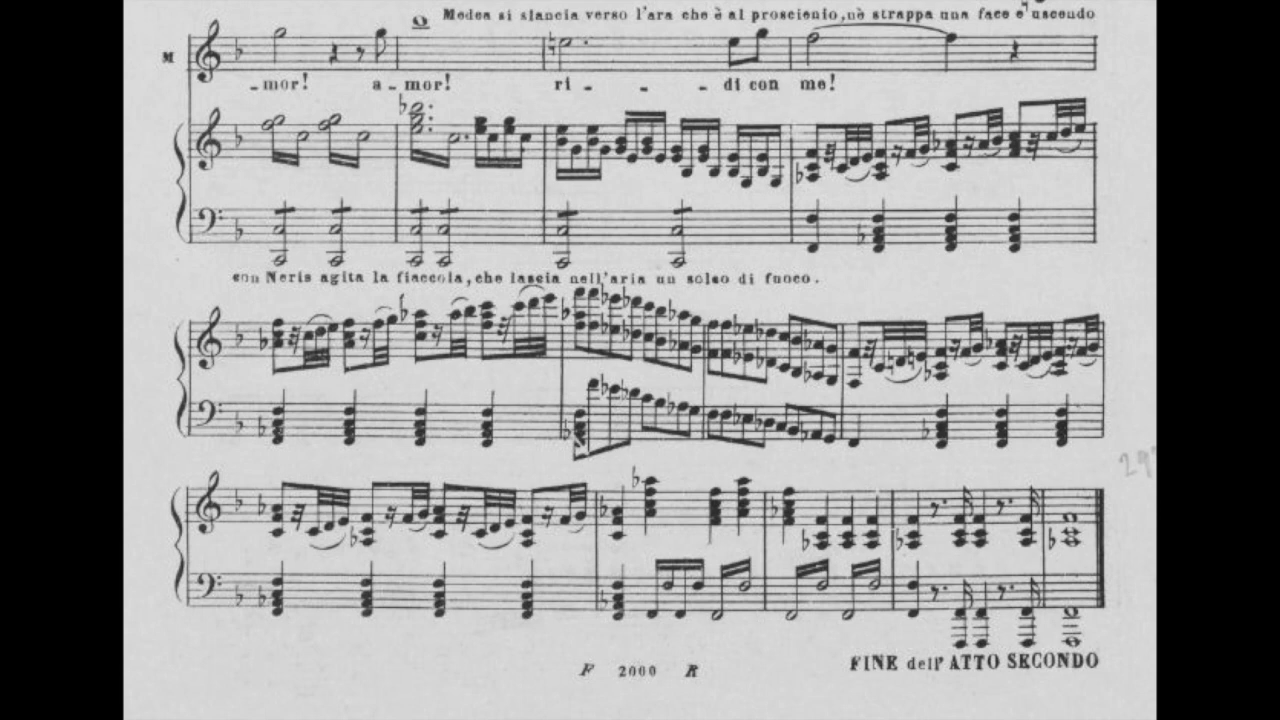 Medea si slancia verso l'ara che è al proscenio, nè strappa una face e uscendo
M
-mor! a-mor! ri - - - di con me!
con Neris agita la fiaccola, che lascia nell'aria un solco di fuoco.
F 2000 R
FINE dell' ATTO SECONDO